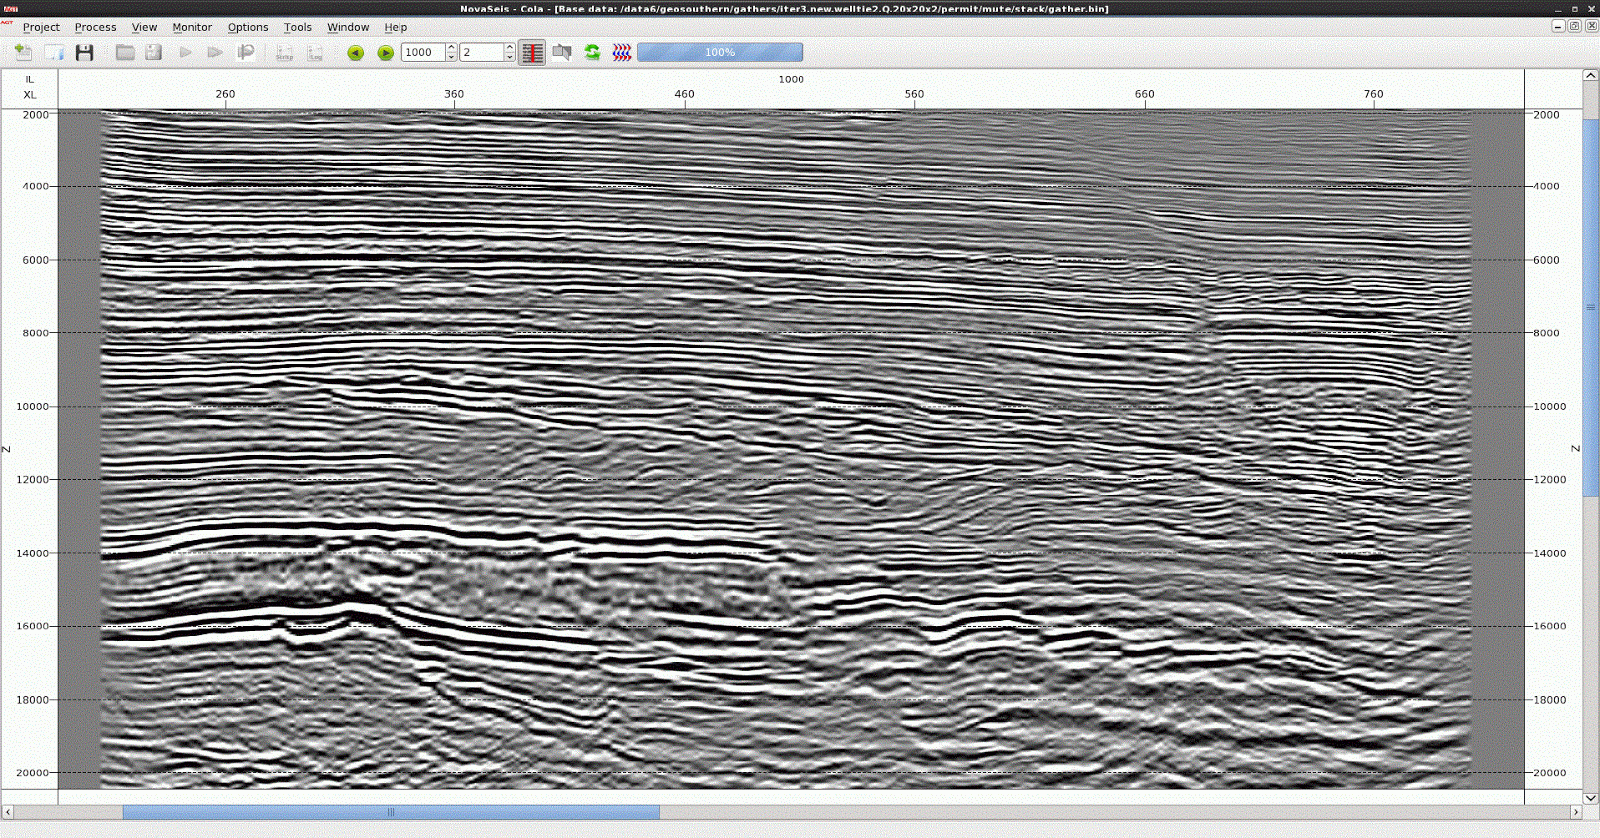 NovaSeis - Cola - [Base data: /data6/geosouthern/gathers/iter3.new.welltie2.Q.20x20x2/permit/mute/stack/gather.bin]
Project Process View Monitor Options Tools Window Help
1000 2 100%
IL 1000
XL 260 360 460 560 660 760
2000 2000
4000 4000
6000 6000
8000 8000
10000 10000
Z Z
12000 12000
14000 14000
16000 16000
18000 18000
20000 20000